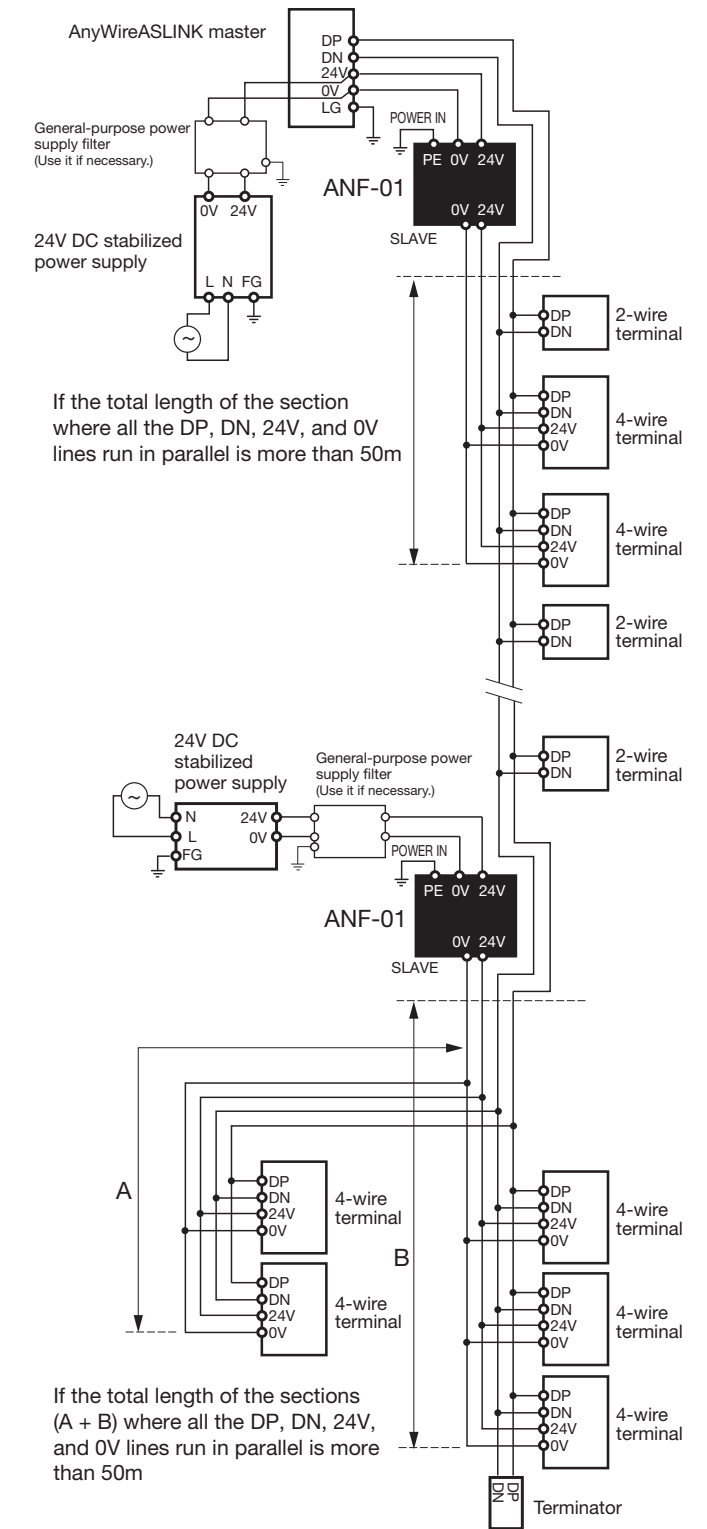 AnyWireASLINK master
DP
DN
24V
0V
LG
General-purpose power
supply filter
(Use it if necessary.)
POWER IN
PE 0V 24V
ANF-01
0V 24V
SLAVE
0V 24V
24V DC stabilized
power supply
L N FG
~
DP
DN
2-wire
terminal
If the total length of the section
where all the DP, DN, 24V, and 0V
lines run in parallel is more than 50m
DP
DN
24V
0V
4-wire
terminal
DP
DN
24V
0V
4-wire
terminal
DP
DN
2-wire
terminal
DP
DN
2-wire
terminal
24V DC
stabilized
power supply
General-purpose power
supply filter
(Use it if necessary.)
~
N
L
FG
24V
0V
POWER IN
PE 0V 24V
ANF-01
0V 24V
SLAVE
A
B
DP
DN
24V
0V
4-wire
terminal
DP
DN
24V
0V
4-wire
terminal
DP
DN
24V
0V
4-wire
terminal
DP
DN
24V
0V
4-wire
terminal
DP
DN
24V
0V
4-wire
terminal
If the total length of the sections
(A + B) where all the DP, DN, 24V,
and 0V lines run in parallel is more
than 50m
DP
DN
Terminator